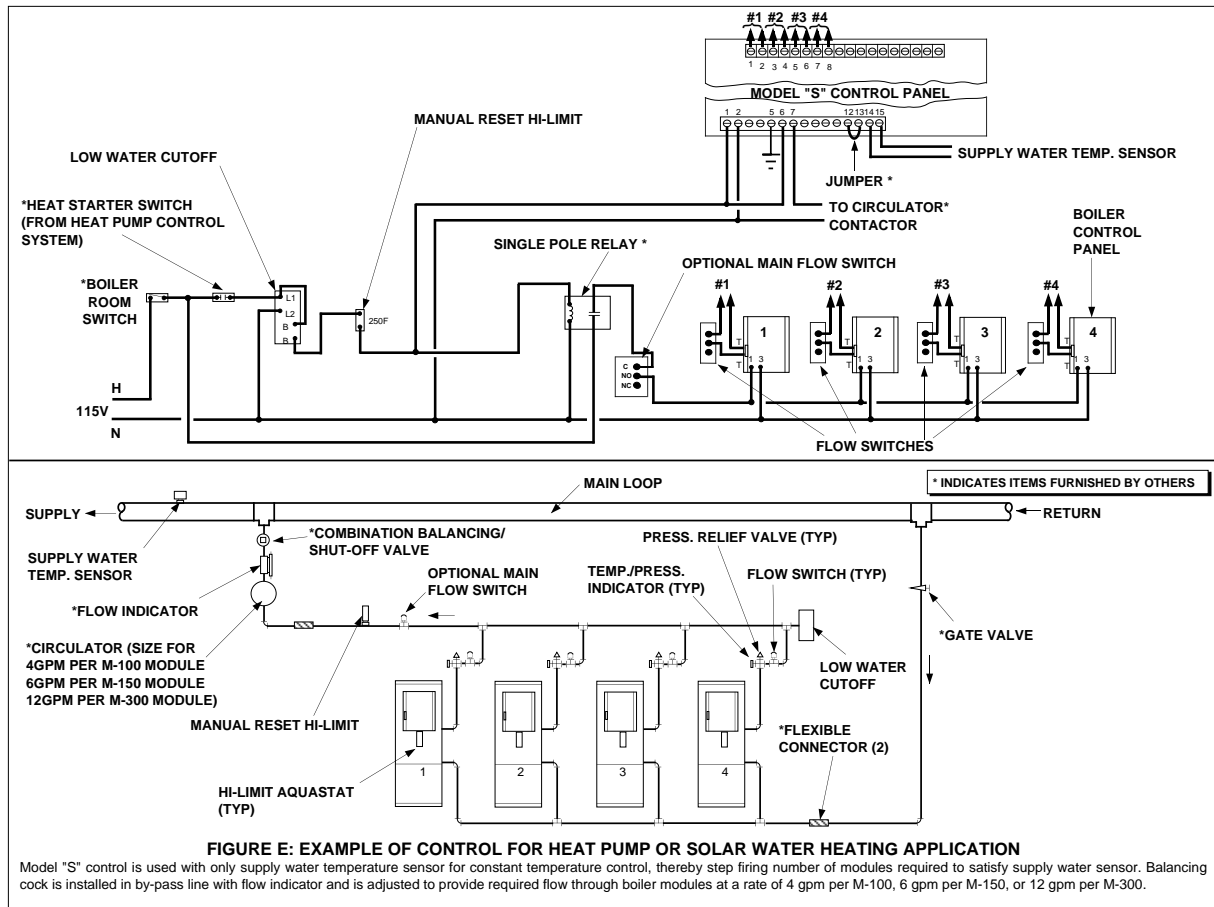 #1 #2 #3 #4
1 2 3 4 5 6 7 8
MODEL "S" CONTROL PANEL
1 2 5 6 7 12 13 14 15
MANUAL RESET HI-LIMIT
LOW WATER CUTOFF
SUPPLY WATER TEMP. SENSOR
JUMPER *
*HEAT STARTER SWITCH
(FROM HEAT PUMP CONTROL
SYSTEM)
TO CIRCULATOR*
CONTACTOR
BOILER
CONTROL
PANEL
SINGLE POLE RELAY *
OPTIONAL MAIN FLOW SWITCH
*BOILER
ROOM
SWITCH
L1
L2
B
B
250F
#1 #2 #3 #4
1 2 3 4
T T T T
1 3 1 3 1 3 1 3
T T T T
C
NO
NC
H
115V
N
FLOW SWITCHES
* INDICATES ITEMS FURNISHED BY OTHERS
MAIN LOOP
SUPPLY
RETURN
*COMBINATION BALANCING/
SHUT-OFF VALVE
PRESS. RELIEF VALVE (TYP)
SUPPLY WATER
TEMP. SENSOR
OPTIONAL MAIN
FLOW SWITCH
TEMP./PRESS.
INDICATOR (TYP)
FLOW SWITCH (TYP)
*FLOW INDICATOR
*GATE VALVE
*CIRCULATOR (SIZE FOR
4GPM PER M-100 MODULE
6GPM PER M-150 MODULE
12GPM PER M-300 MODULE)
LOW WATER
CUTOFF
MANUAL RESET HI-LIMIT
*FLEXIBLE
CONNECTOR (2)
1 2 3 4
HI-LIMIT AQUASTAT
(TYP)
FIGURE E: EXAMPLE OF CONTROL FOR HEAT PUMP OR SOLAR WATER HEATING APPLICATION
Model "S" control is used with only supply water temperature sensor for constant temperature control, thereby step firing number of modules required to satisfy supply water sensor. Balancing
cock is installed in by-pass line with flow indicator and is adjusted to provide required flow through boiler modules at a rate of 4 gpm per M-100, 6 gpm per M-150, or 12 gpm per M-300.